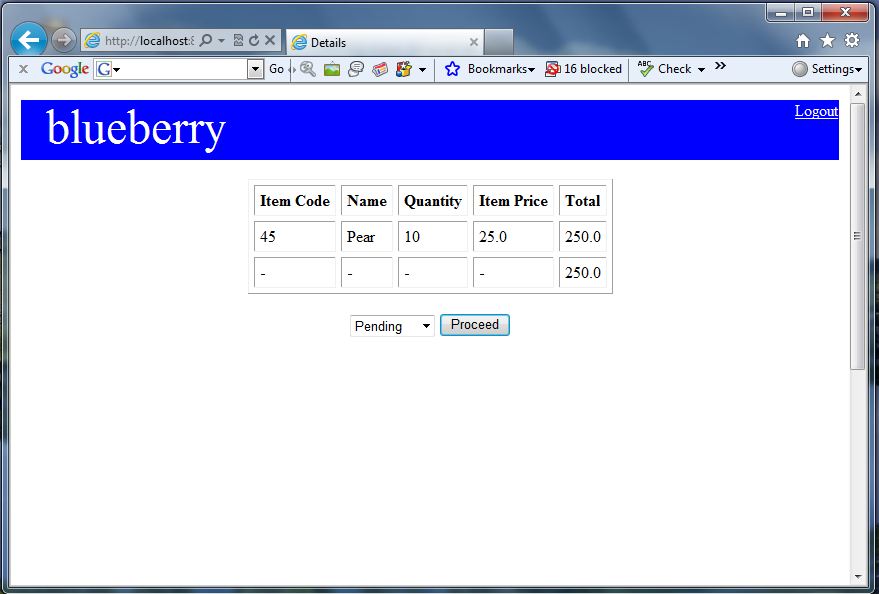 http://localhost:8
Details
Google
G
Go
Bookmarks
16 blocked
ABC
Check
»
Settings
Logout
blueberry
Item Code Name Quantity Item Price Total
45 Pear 10 25.0 250.0
- - - - 250.0
Pending
Proceed